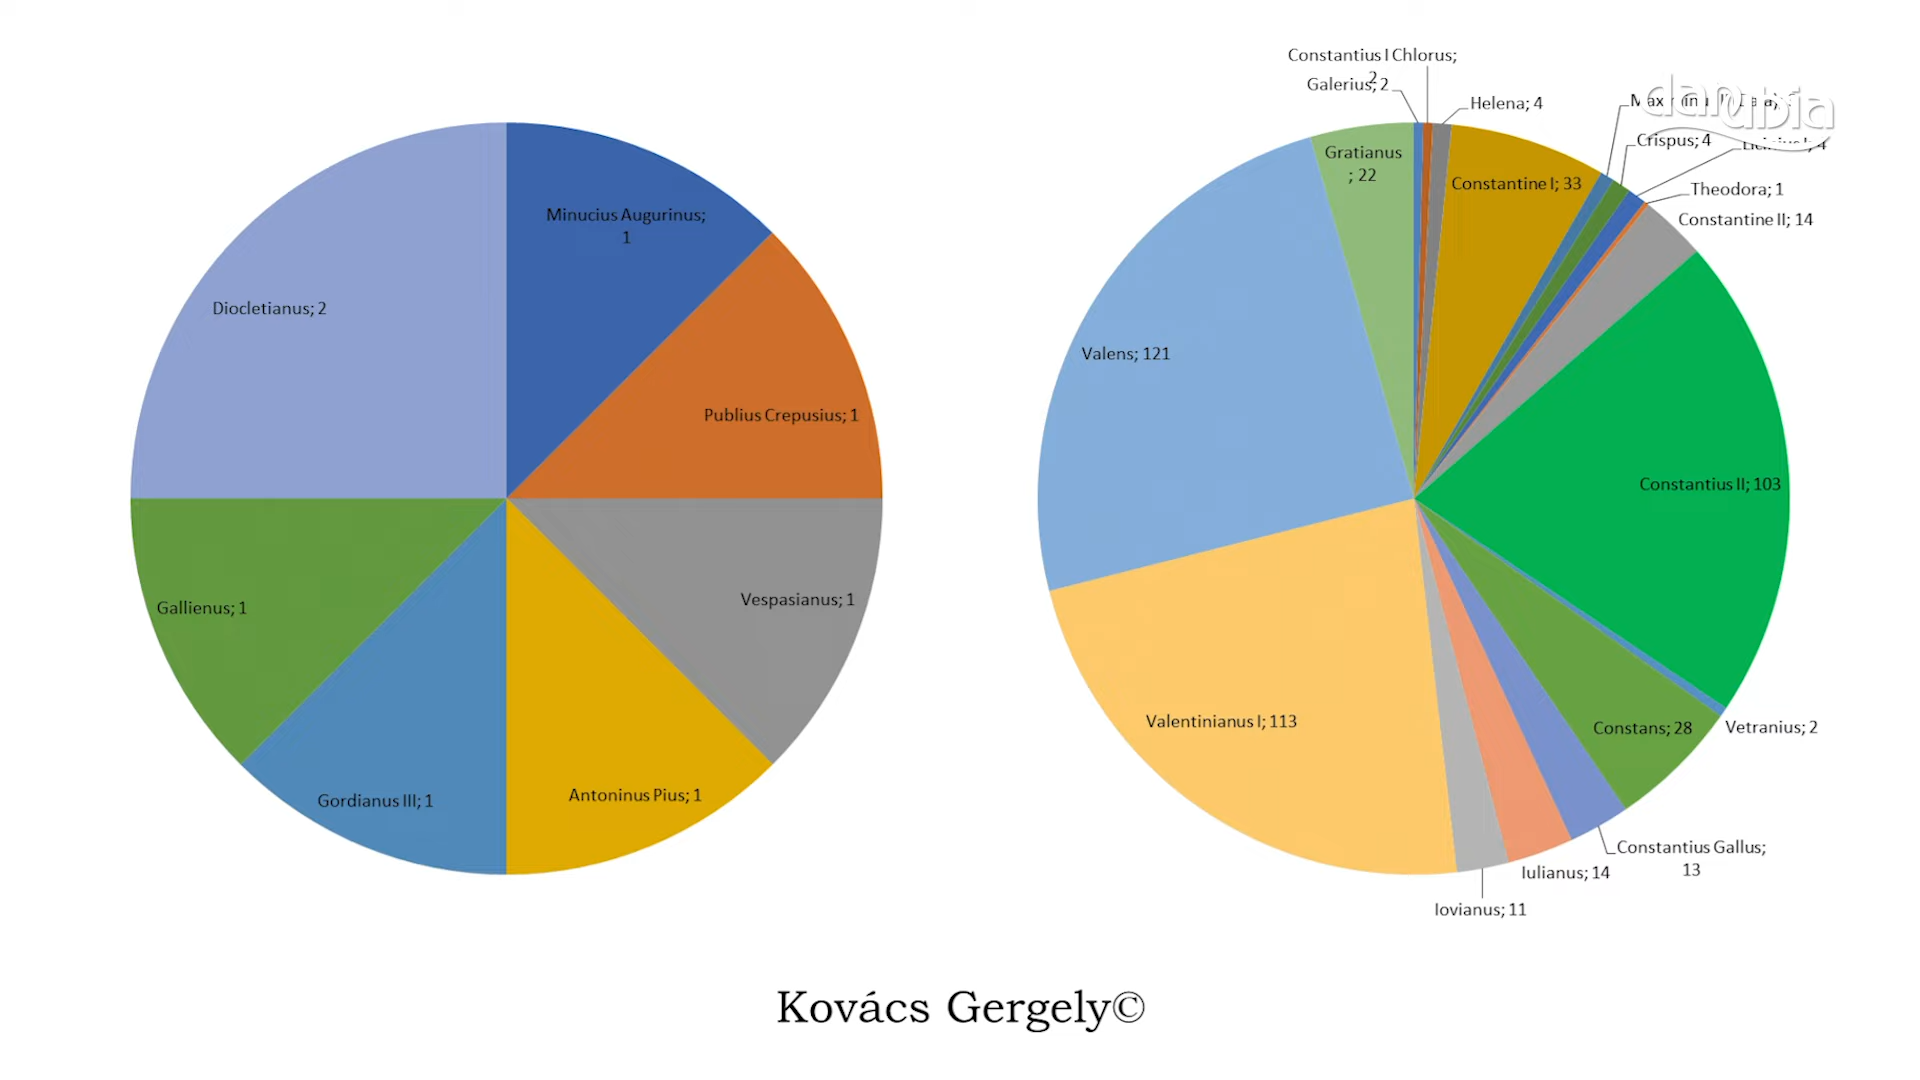 Minucius Augurinus;
1
Publius Crepusius; 1
Vespasianus; 1
Antoninus Pius; 1
Gordianus III; 1
Gallienus; 1
Diocletianus; 2
Constantius I Chlorus;
2
Galerius; 2
Helena; 4
Constantine I; 33
Crispus; 4
Theodora; 1
Constantine II; 14
Constantius II; 103
Vetranius; 2
Constans; 28
Constantius Gallus;
13
Iulianus; 14
Iovianus; 11
Valentinianus I; 113
Valens; 121
Gratianus
; 22
danubia
Kovács Gergely©